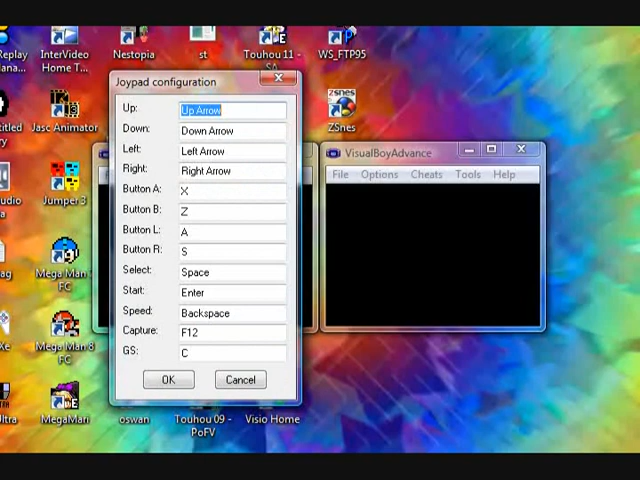 Replay
InterVideo
Nestopia
st
Touhou 11 -
WS_FTP95
Home T...
SA
Joypad configuration
Up: Up Arrow
Down: Down Arrow
Left: Left Arrow
Right: Right Arrow
Button A: X
Button B: Z
Button L: A
Button R: S
Select: Space
Start: Enter
Speed: Backspace
Capture: F12
GS: C
OK
Cancel
Jasc Animator
ZSnes
VisualBoyAdvance
File Options Cheats Tools Help
Jumper 3
Mega Man
FC
Mega Man 8
FC
MegaMan
oswan
Touhou 09 -
PoFV
Visio Home